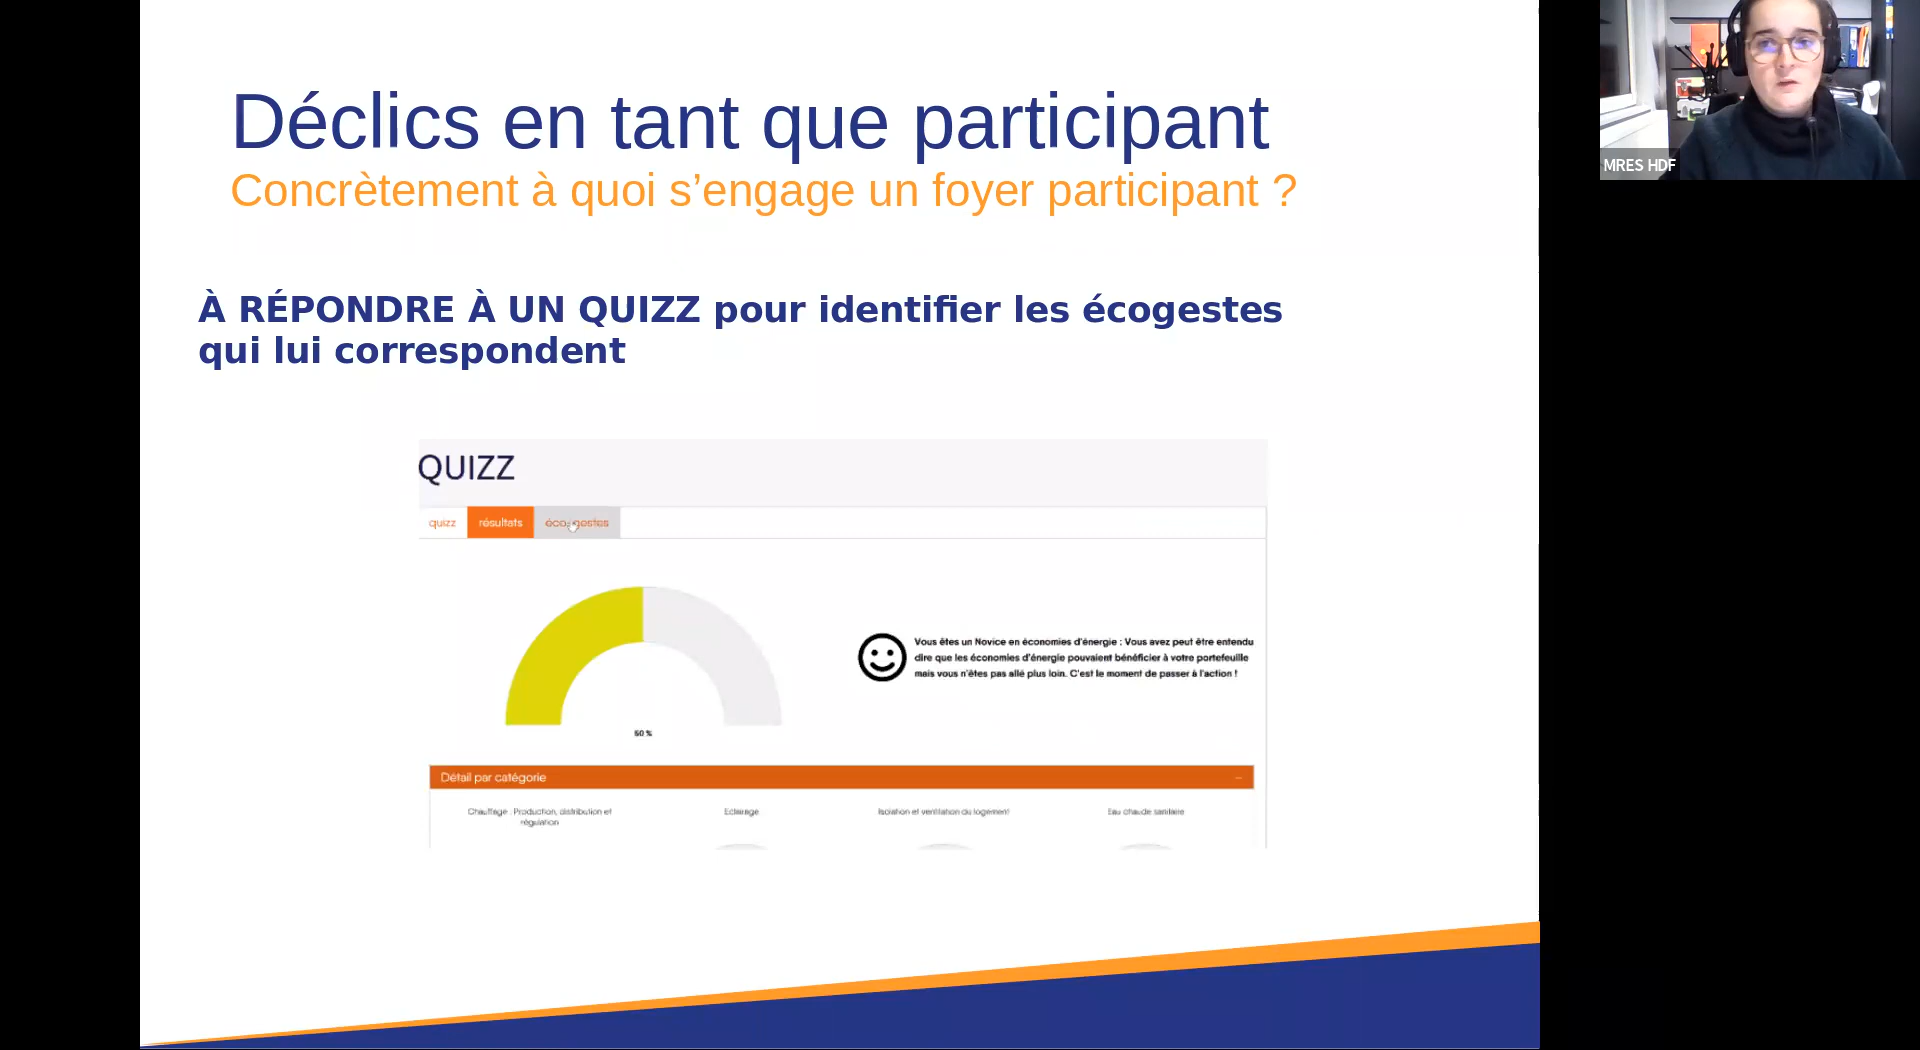 Déclics en tant que participant
Concrètement à quoi s’engage un foyer participant ?
MRES HDF
À RÉPONDRE À UN QUIZZ pour identifier les écogestes
qui lui correspondent
QUIZZ
quizz résultats éco-gestes
Vous êtes un Novice en économies d'énergie : Vous avez peut être entendu
dire que les économies d'énergie pouvaient bénéficier à votre portefeuille
mais vous n'êtes pas allé plus loin. C'est le moment de passer à l'action !
50 %
Détail par catégorie
Chauffage : Production, distribution et
régulation
Eclairage
Isolation et ventilation du logement
Eau chaude sanitaire